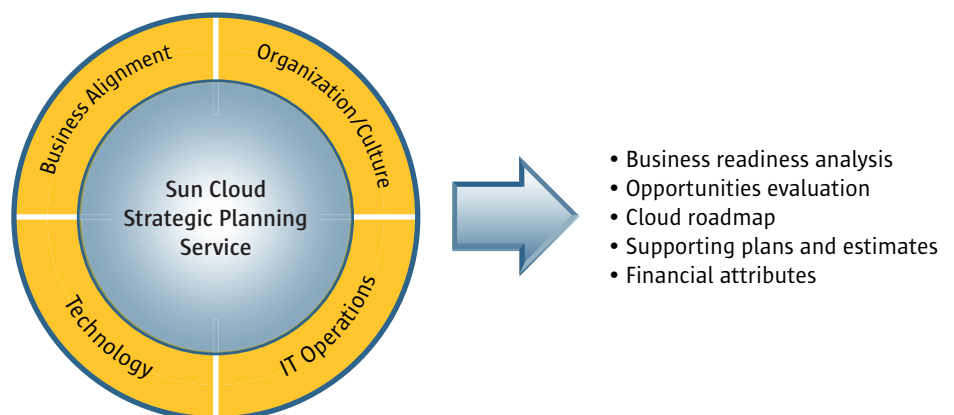 Business Alignment
Organization/Culture
Sun Cloud
Strategic Planning
Service
Technology
IT Operations
• Business readiness analysis
• Opportunities evaluation
• Cloud roadmap
• Supporting plans and estimates
• Financial attributes